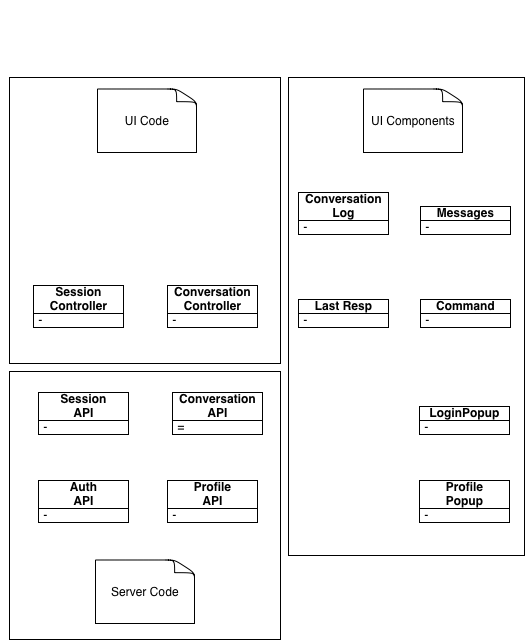 UI Code
Session
Controller
-
Conversation
Controller
-
UI Components
Conversation
Log
-
Messages
-
Last Resp
-
Command
-
LoginPopup
-
Profile
Popup
-
Session
API
-
Conversation
API
=
Auth
API
-
Profile
API
-
Server Code